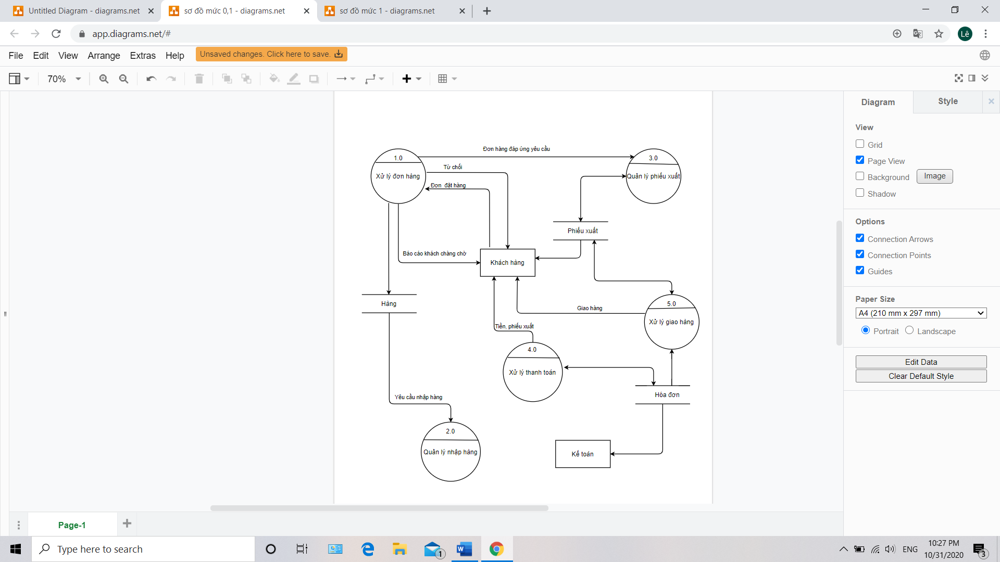 Untitled Diagram - diagrams.net
sơ đồ mức 0,1 - diagrams.net
sơ đồ mức 1 - diagrams.net
app.diagrams.net/#
Lê
File Edit View Arrange Extras Help
Unsaved changes. Click here to save.
70%
Diagram
Style
View
Grid
Page View
Background
Image
Shadow
Options
Connection Arrows
Connection Points
Guides
Paper Size
A4 (210 mm x 297 mm)
Portrait
Landscape
Edit Data
Clear Default Style
Đơn hàng đáp ứng yêu cầu
1.0
Xử lý đơn hàng
3.0
Quản lý phiếu xuất
Từ chối
Đơn đặt hàng
Phiếu xuất
Bảo cáo khách chàng chờ
Khách hàng
Hàng
Giao hàng
5.0
Xử lý giao hàng
Tiền, phiếu xuất
4.0
Xử lý thanh toán
Hóa đơn
Yêu cầu nhập hàng
2.0
Quản lý nhập hàng
Kế toán
Page-1
Type here to search
1
ENG
10:27 PM
10/31/2020
3